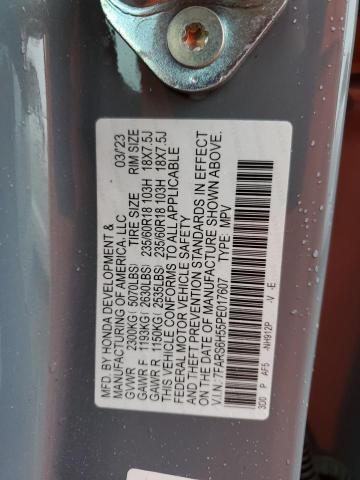 MFD. BY HONDA DEVELOPMENT &
MANUFACTURING OF AMERICA, LLC 03/'23
GVWR 2300KG ( 5070LBS) TIRE SIZE RIM SIZE
GAWR F 1193KG ( 2630LBS) 235/60R18 103H 18X7.5J
GAWR R 1150KG ( 2535LBS) 235/60R18 103H 18X7.5J
THIS VEHICLE CONFORMS TO ALL APPLICABLE
FEDERAL MOTOR VEHICLE SAFETY
AND THEFT PREVENTION STANDARDS IN EFFECT
ON THE DATE OF MANUFACTURE SHOWN ABOVE.
V.I.N.: 7FARS6H55PE017607 TYPE: MPV
3D0 P AF5 -NH912P -V -E